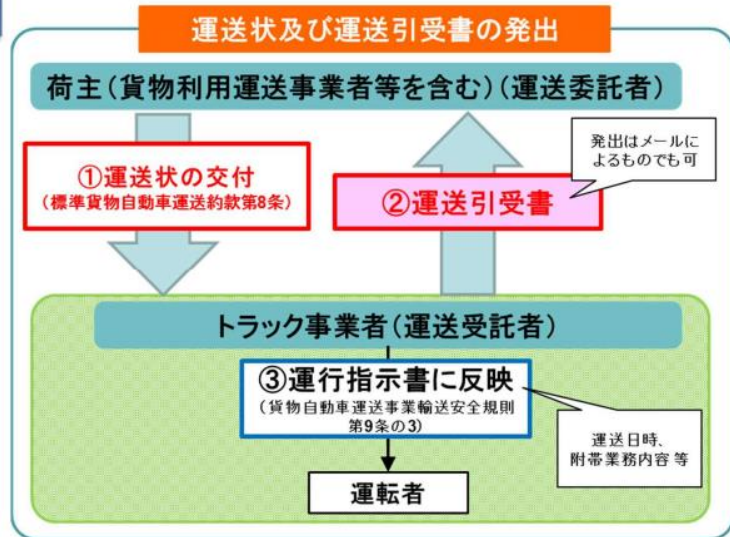 運送状及び運送引受書の発出
荷主(貨物利用運送事業者等を含む)(運送委託者)
①運送状の交付
(標準貨物自動車運送約款第8条)
②運送引受書
発出はメールに
よるものでも可
トラック事業者(運送受託者)
③運行指示書に反映
(貨物自動車運送事業輸送安全規則
第9条の3)
運送日時、
附帯業務内容 等
運転者